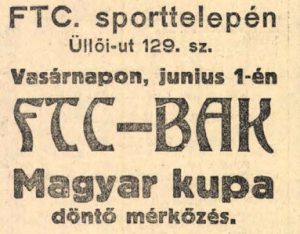 FTC. sporttelepén
Üllői-ut 129. sz.
Vasárnapon, junius 1-én
FTC–BAK
Magyar kupa
döntő mérkőzés.